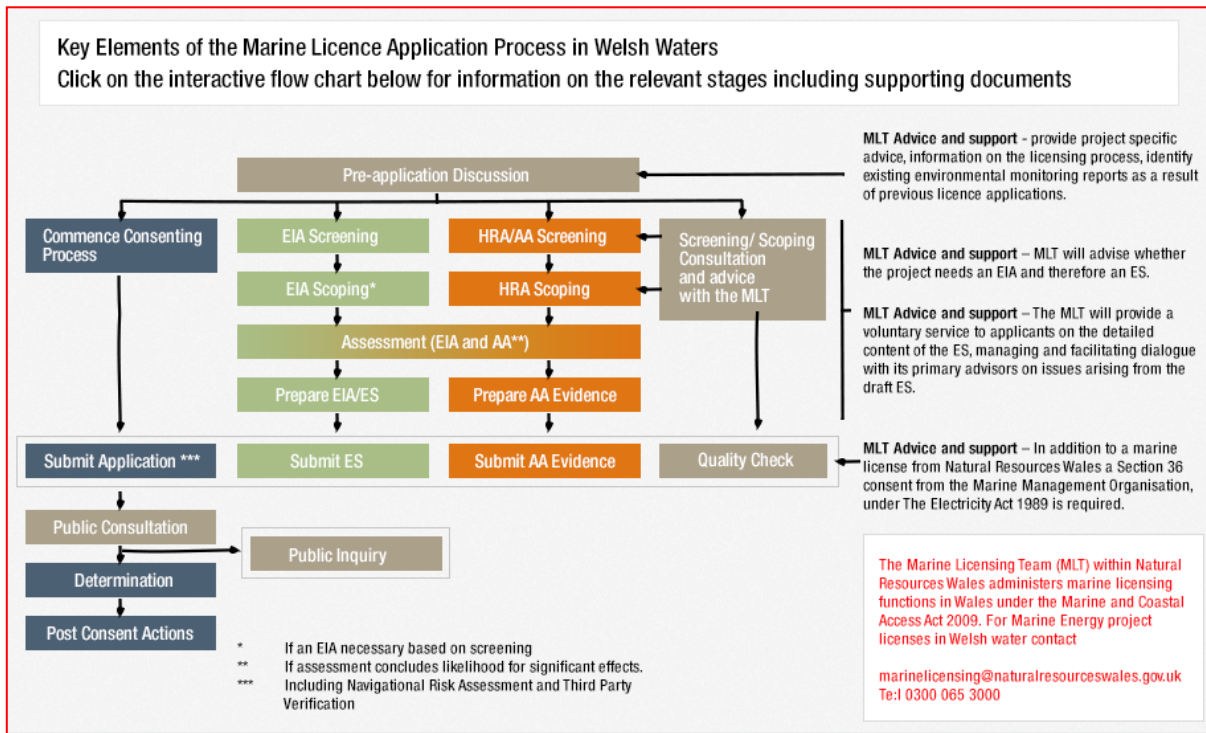 Key Elements of the Marine Licence Application Process in Welsh Waters
Click on the interactive flow chart below for information on the relevant stages including supporting documents
MLT Advice and support - provide project specific
advice, information on the licensing process, identify
existing environmental monitoring reports as a result
of previous licence applications.
Pre-application Discussion
Commence Consenting
Process
EIA Screening
HRA/AA Screening
Screening/ Scoping
Consultation
and advice
with the MLT
EIA Scoping*
HRA Scoping
MLT Advice and support – MLT will advise whether
the project needs an EIA and therefore an ES.
MLT Advice and support – The MLT will provide a
voluntary service to applicants on the detailed
content of the ES, managing and facilitating dialogue
with its primary advisors on issues arising from the
draft ES.
Assessment (EIA and AA**)
Prepare EIA/ES
Prepare AA Evidence
Submit Application ***
Submit ES
Submit AA Evidence
Quality Check
MLT Advice and support – In addition to a marine
license from Natural Resources Wales a Section 36
consent from the Marine Management Organisation,
under The Electricity Act 1989 is required.
Public Consultation
Public Inquiry
Determination
Post Consent Actions
* If an EIA necessary based on screening
** If assessment concludes likelihood for significant effects.
*** Including Navigational Risk Assessment and Third Party
Verification
The Marine Licensing Team (MLT) within Natural
Resources Wales administers marine licensing
functions in Wales under the Marine and Coastal
Access Act 2009. For Marine Energy project
licenses in Welsh water contact
marinelicensing@naturalresourceswales.gov.uk
Te:l 0300 065 3000